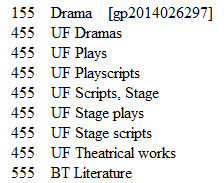 155 Drama [gp2014026297]
455 UF Dramas
455 UF Plays
455 UF Playscripts
455 UF Scripts, Stage
455 UF Stage plays
455 UF Stage scripts
455 UF Theatrical works
555 BT Literature